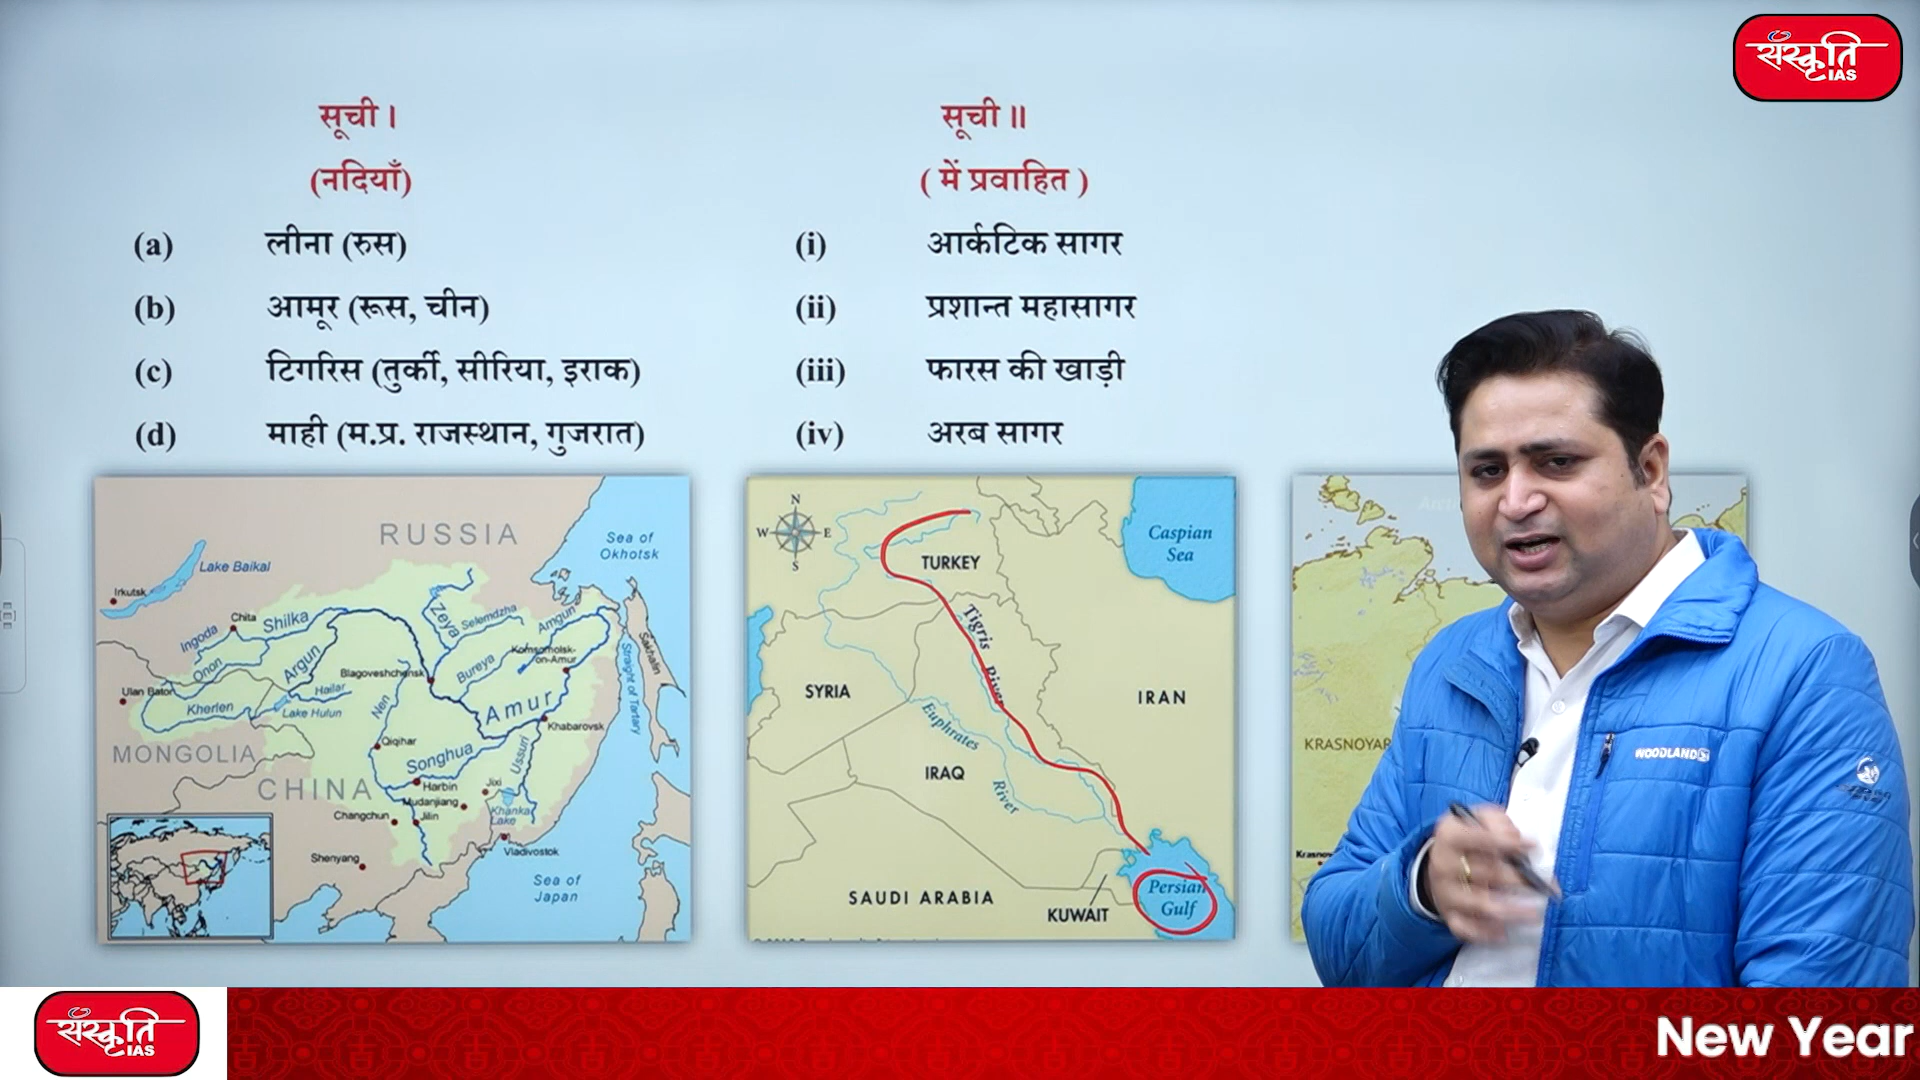 संस्कृति
IAS
सूची I
सूची II
(नदियाँ)
( में प्रवाहित )
(a) लीना (रुस)
(i) आर्कटिक सागर
(b) आमूर (रूस, चीन)
(ii) प्रशान्त महासागर
(c) टिगरिस (तुर्की, सीरिया, इराक)
(iii) फारस की खाड़ी
(d) माही (म.प्र. राजस्थान, गुजरात)
(iv) अरब सागर
RUSSIA
Sea of
Okhotsk
Lake Baikal
Irkutsk
Chita
Shilka
Ingoda
Onon
Argun
Zeya
Selemdzha
Amgun
Komsomolsk-
on-Amur
Bureya
Blagoveshchensk
Sakhalin
Straight of Tartary
Ulan Bator
Kherlen
Hailar
Lake Hulun
Nen
Amur
Khabarovsk
MONGOLIA
Qiqihar
Songhua
Ussuri
CHINA
Harbin
Jixi
Mudanjiang
Khanka
Lake
Changchun
Jilin
Vladivostok
Shenyang
Sea of
Japan
N
W
E
S
TURKEY
Caspian
Sea
Tigris River
SYRIA
IRAN
Euphrates
River
IRAQ
SAUDI ARABIA
KUWAIT
Persian
Gulf
WOODLAND
संस्कृति
IAS
New Year